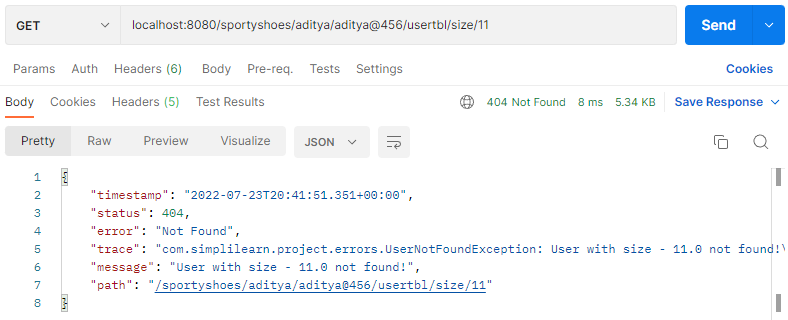 GET localhost:8080/sportyshoes/aditya/aditya@456/usertbl/size/11 Send
Params Auth Headers (6) Body Pre-req. Tests Settings Cookies
Body Cookies Headers (5) Test Results 404 Not Found 8 ms 5.34 KB Save Response
Pretty Raw Preview Visualize JSON
1 {
2 "timestamp": "2022-07-23T20:41:51.351+00:00",
3 "status": 404,
4 "error": "Not Found",
5 "trace": "com.simplilearn.project.errors.UserNotFoundException: User with size - 11.0 not found!\
6 "message": "User with size - 11.0 not found!",
7 "path": "/sportyshoes/aditya/aditya@456/usertbl/size/11"
8 }